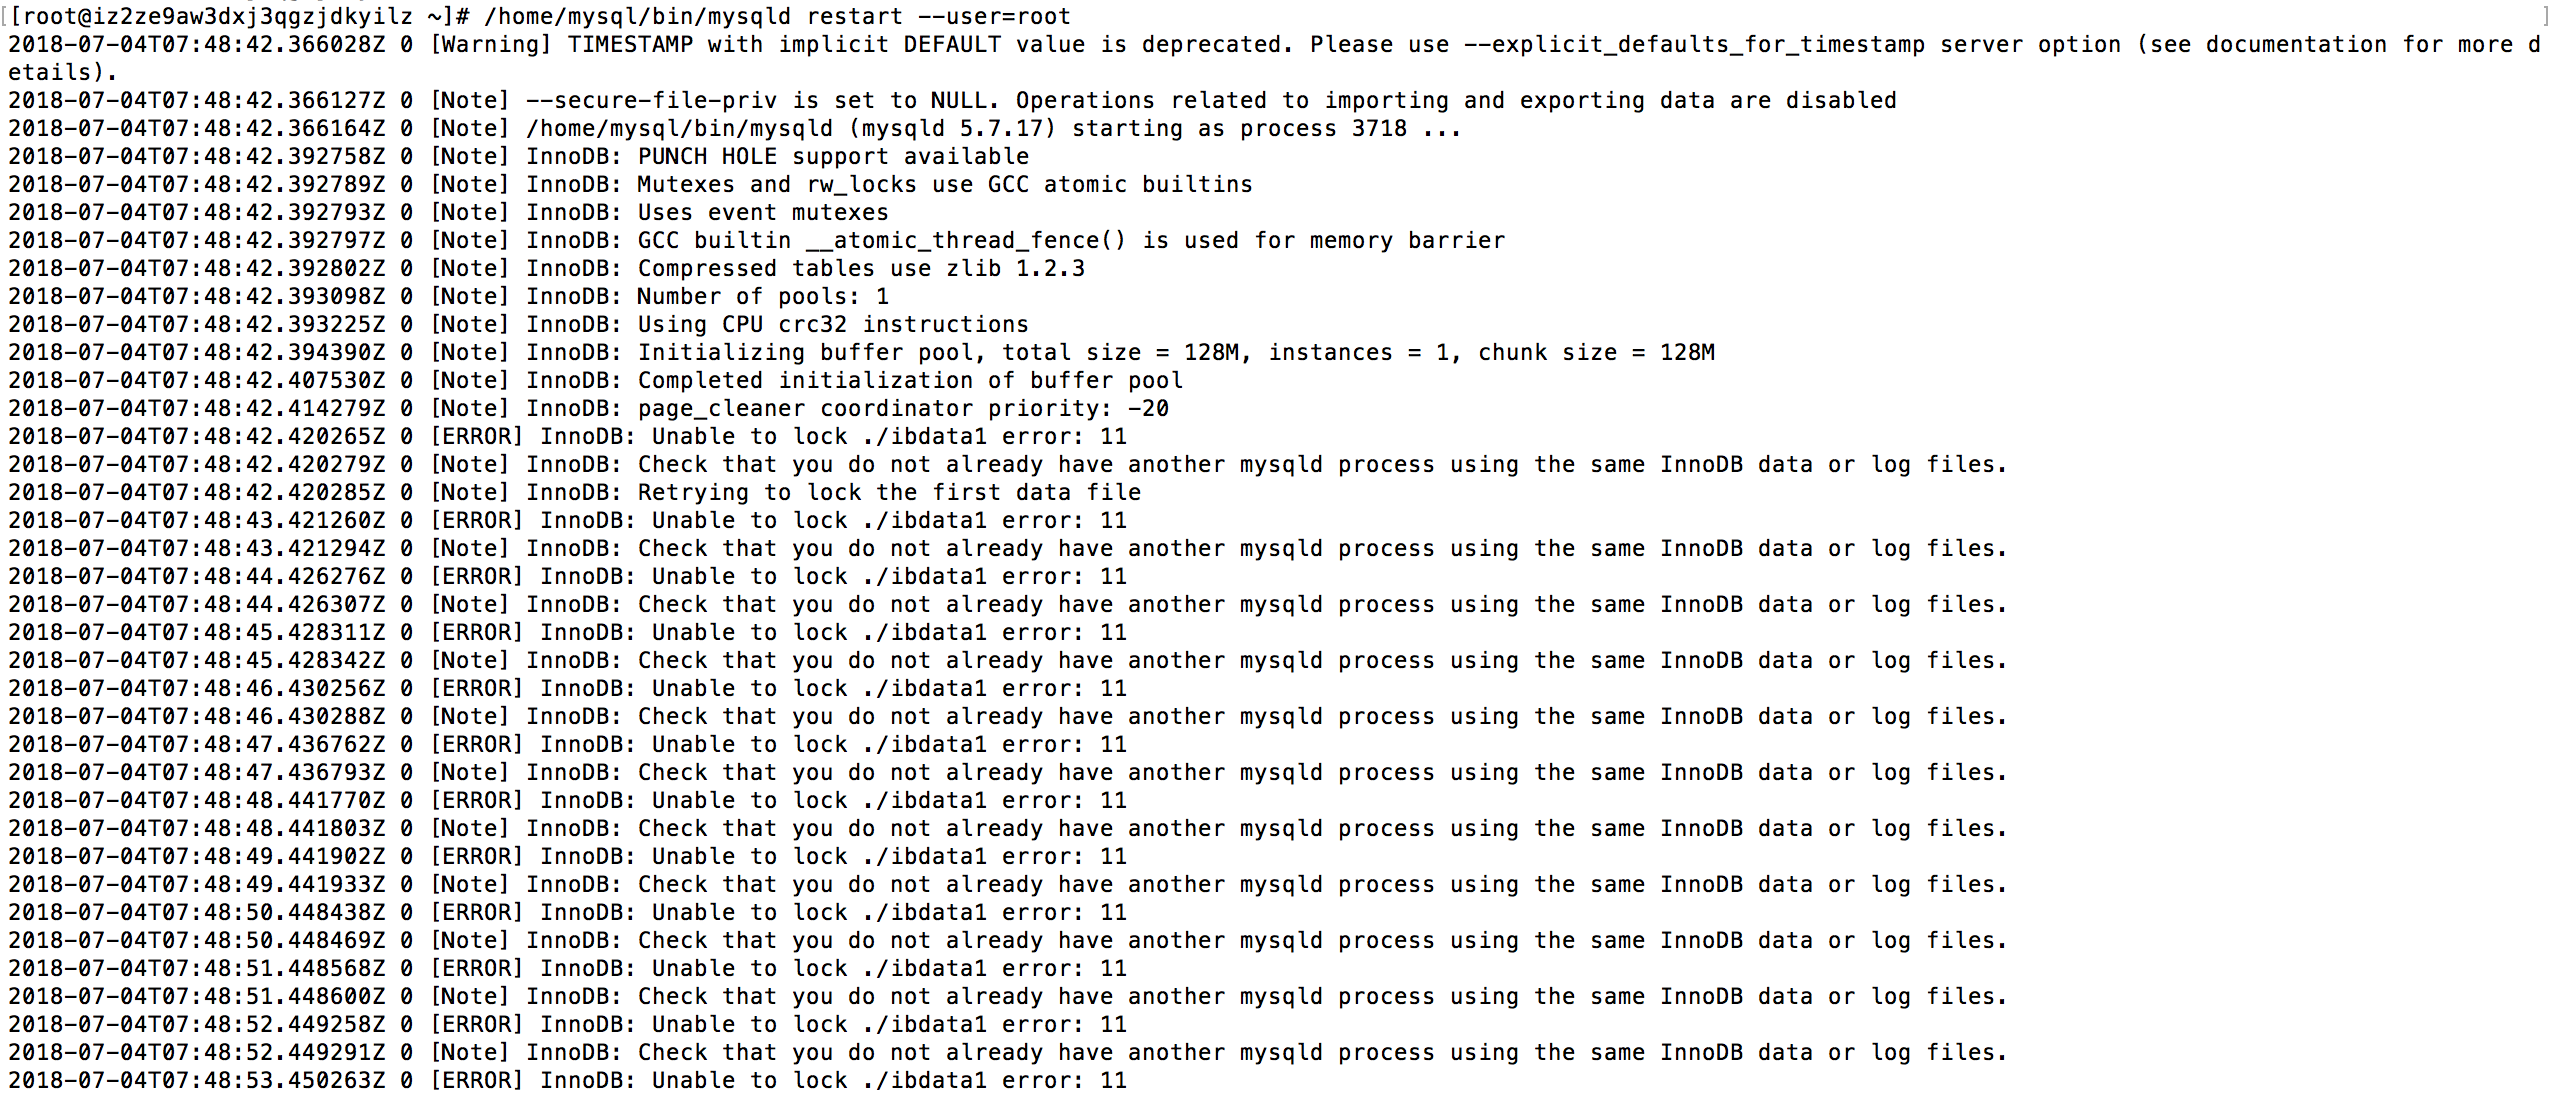 [[root@iz2ze9aw3dxj3qgzjdkyilz ~]# /home/mysql/bin/mysqld restart --user=root ]
2018-07-04T07:48:42.366028Z 0 [Warning] TIMESTAMP with implicit DEFAULT value is deprecated. Please use --explicit_defaults_for_timestamp server option (see documentation for more d
etails).
2018-07-04T07:48:42.366127Z 0 [Note] --secure-file-priv is set to NULL. Operations related to importing and exporting data are disabled
2018-07-04T07:48:42.366164Z 0 [Note] /home/mysql/bin/mysqld (mysqld 5.7.17) starting as process 3718 ...
2018-07-04T07:48:42.392758Z 0 [Note] InnoDB: PUNCH HOLE support available
2018-07-04T07:48:42.392789Z 0 [Note] InnoDB: Mutexes and rw_locks use GCC atomic builtins
2018-07-04T07:48:42.392793Z 0 [Note] InnoDB: Uses event mutexes
2018-07-04T07:48:42.392797Z 0 [Note] InnoDB: GCC builtin __atomic_thread_fence() is used for memory barrier
2018-07-04T07:48:42.392802Z 0 [Note] InnoDB: Compressed tables use zlib 1.2.3
2018-07-04T07:48:42.393098Z 0 [Note] InnoDB: Number of pools: 1
2018-07-04T07:48:42.393225Z 0 [Note] InnoDB: Using CPU crc32 instructions
2018-07-04T07:48:42.394390Z 0 [Note] InnoDB: Initializing buffer pool, total size = 128M, instances = 1, chunk size = 128M
2018-07-04T07:48:42.407530Z 0 [Note] InnoDB: Completed initialization of buffer pool
2018-07-04T07:48:42.414279Z 0 [Note] InnoDB: page_cleaner coordinator priority: -20
2018-07-04T07:48:42.420265Z 0 [ERROR] InnoDB: Unable to lock ./ibdata1 error: 11
2018-07-04T07:48:42.420279Z 0 [Note] InnoDB: Check that you do not already have another mysqld process using the same InnoDB data or log files.
2018-07-04T07:48:42.420285Z 0 [Note] InnoDB: Retrying to lock the first data file
2018-07-04T07:48:43.421260Z 0 [ERROR] InnoDB: Unable to lock ./ibdata1 error: 11
2018-07-04T07:48:43.421294Z 0 [Note] InnoDB: Check that you do not already have another mysqld process using the same InnoDB data or log files.
2018-07-04T07:48:44.426276Z 0 [ERROR] InnoDB: Unable to lock ./ibdata1 error: 11
2018-07-04T07:48:44.426307Z 0 [Note] InnoDB: Check that you do not already have another mysqld process using the same InnoDB data or log files.
2018-07-04T07:48:45.428311Z 0 [ERROR] InnoDB: Unable to lock ./ibdata1 error: 11
2018-07-04T07:48:45.428342Z 0 [Note] InnoDB: Check that you do not already have another mysqld process using the same InnoDB data or log files.
2018-07-04T07:48:46.430256Z 0 [ERROR] InnoDB: Unable to lock ./ibdata1 error: 11
2018-07-04T07:48:46.430288Z 0 [Note] InnoDB: Check that you do not already have another mysqld process using the same InnoDB data or log files.
2018-07-04T07:48:47.436762Z 0 [ERROR] InnoDB: Unable to lock ./ibdata1 error: 11
2018-07-04T07:48:47.436793Z 0 [Note] InnoDB: Check that you do not already have another mysqld process using the same InnoDB data or log files.
2018-07-04T07:48:48.441770Z 0 [ERROR] InnoDB: Unable to lock ./ibdata1 error: 11
2018-07-04T07:48:48.441803Z 0 [Note] InnoDB: Check that you do not already have another mysqld process using the same InnoDB data or log files.
2018-07-04T07:48:49.441902Z 0 [ERROR] InnoDB: Unable to lock ./ibdata1 error: 11
2018-07-04T07:48:49.441933Z 0 [Note] InnoDB: Check that you do not already have another mysqld process using the same InnoDB data or log files.
2018-07-04T07:48:50.448438Z 0 [ERROR] InnoDB: Unable to lock ./ibdata1 error: 11
2018-07-04T07:48:50.448469Z 0 [Note] InnoDB: Check that you do not already have another mysqld process using the same InnoDB data or log files.
2018-07-04T07:48:51.448568Z 0 [ERROR] InnoDB: Unable to lock ./ibdata1 error: 11
2018-07-04T07:48:51.448600Z 0 [Note] InnoDB: Check that you do not already have another mysqld process using the same InnoDB data or log files.
2018-07-04T07:48:52.449258Z 0 [ERROR] InnoDB: Unable to lock ./ibdata1 error: 11
2018-07-04T07:48:52.449291Z 0 [Note] InnoDB: Check that you do not already have another mysqld process using the same InnoDB data or log files.
2018-07-04T07:48:53.450263Z 0 [ERROR] InnoDB: Unable to lock ./ibdata1 error: 11